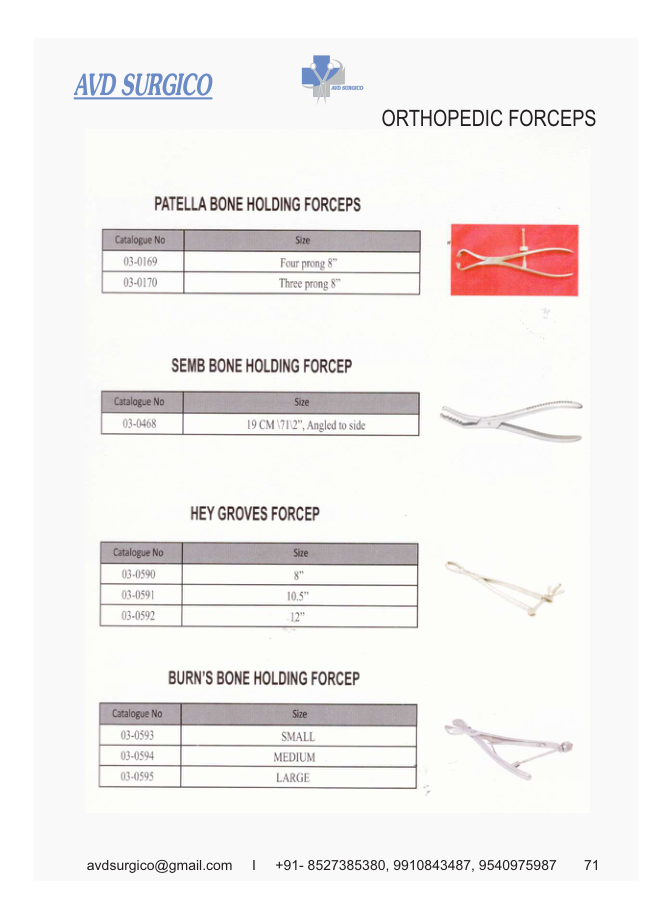 AVD SURGICO
AVD SURGICO
ORTHOPEDIC FORCEPS
PATELLA BONE HOLDING FORCEPS
Catalogue No Size
03-0169 Four prong 8”
03-0170 Three prong 8”
SEMB BONE HOLDING FORCEP
Catalogue No Size
03-0468 19 CM \71\2”, Angled to side
HEY GROVES FORCEP
Catalogue No Size
03-0590 8”
03-0591 10.5”
03-0592 12”
BURN’S BONE HOLDING FORCEP
Catalogue No Size
03-0593 SMALL
03-0594 MEDIUM
03-0595 LARGE
avdsurgico@gmail.com I +91- 8527385380, 9910843487, 9540975987 71